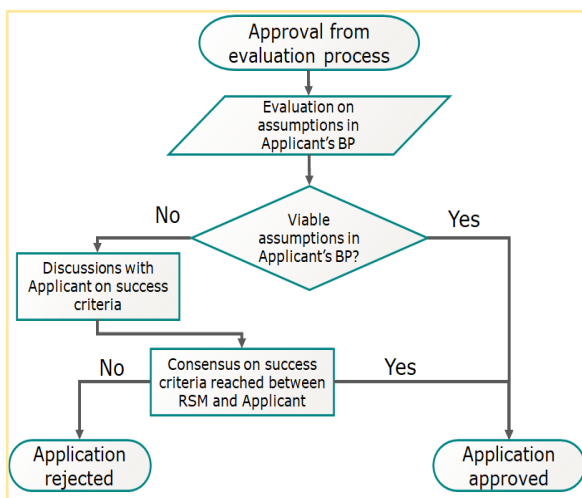 Approval from
evaluation process
Evaluation on
assumptions in
Applicant's BP
No
Viable
assumptions in
Applicant's BP?
Yes
Discussions with
Applicant on success
criteria
No
Consensus on success
criteria reached between
RSM and Applicant
Yes
Application
rejected
Application
approved